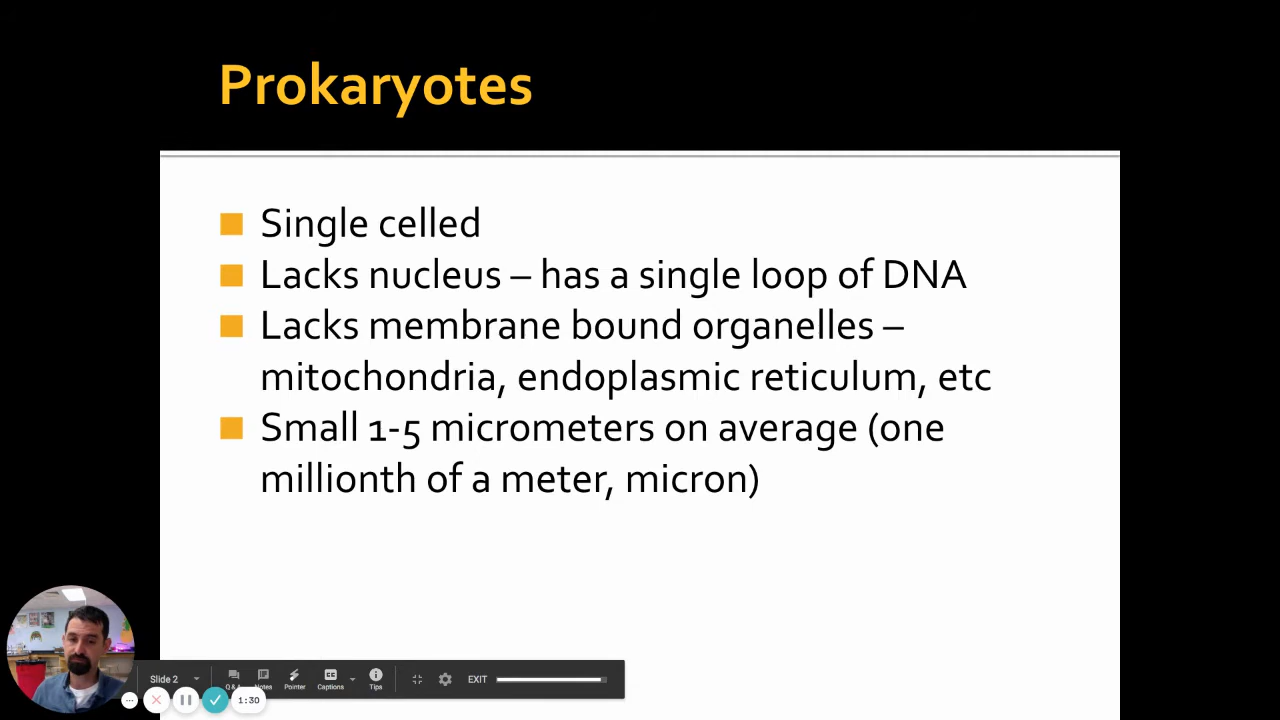 Prokaryotes
Single celled
Lacks nucleus – has a single loop of DNA
Lacks membrane bound organelles –
mitochondria, endoplasmic reticulum, etc
Small 1-5 micrometers on average (one
millionth of a meter, micron)
Slide 2
Notes Pointer Captions Tips
EXIT
1:30